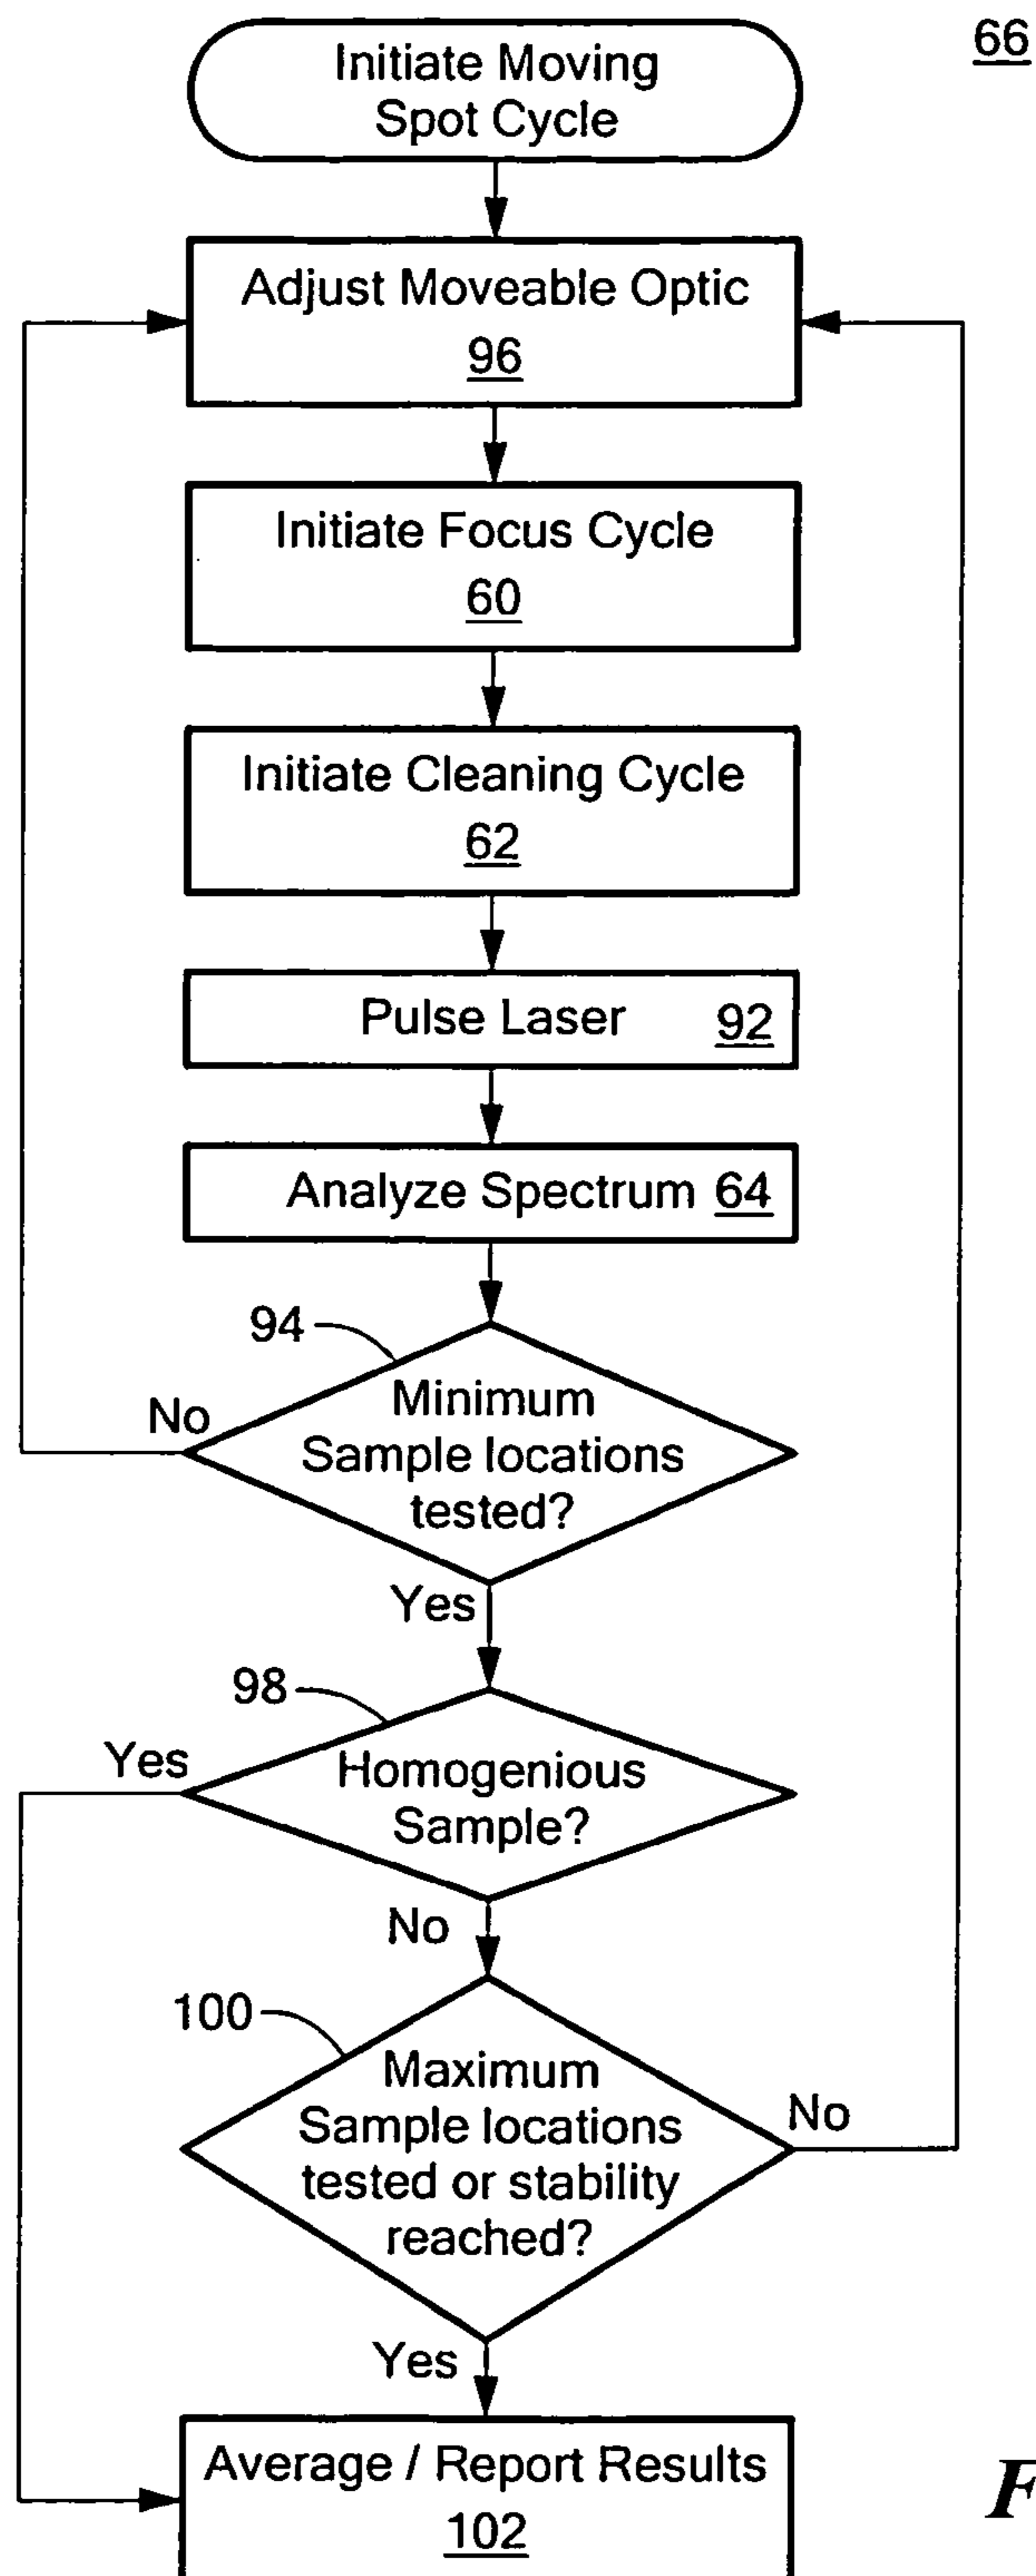 66
Initiate Moving
Spot Cycle
Adjust Moveable Optic
96
Initiate Focus Cycle
60
Initiate Cleaning Cycle
62
Pulse Laser 92
Analyze Spectrum 64
94
Minimum
Sample locations
tested?
No
Yes
98
Homogenious
Sample?
Yes
No
100
Maximum
Sample locations
tested or stability
reached?
No
Yes
Average / Report Results
102
F